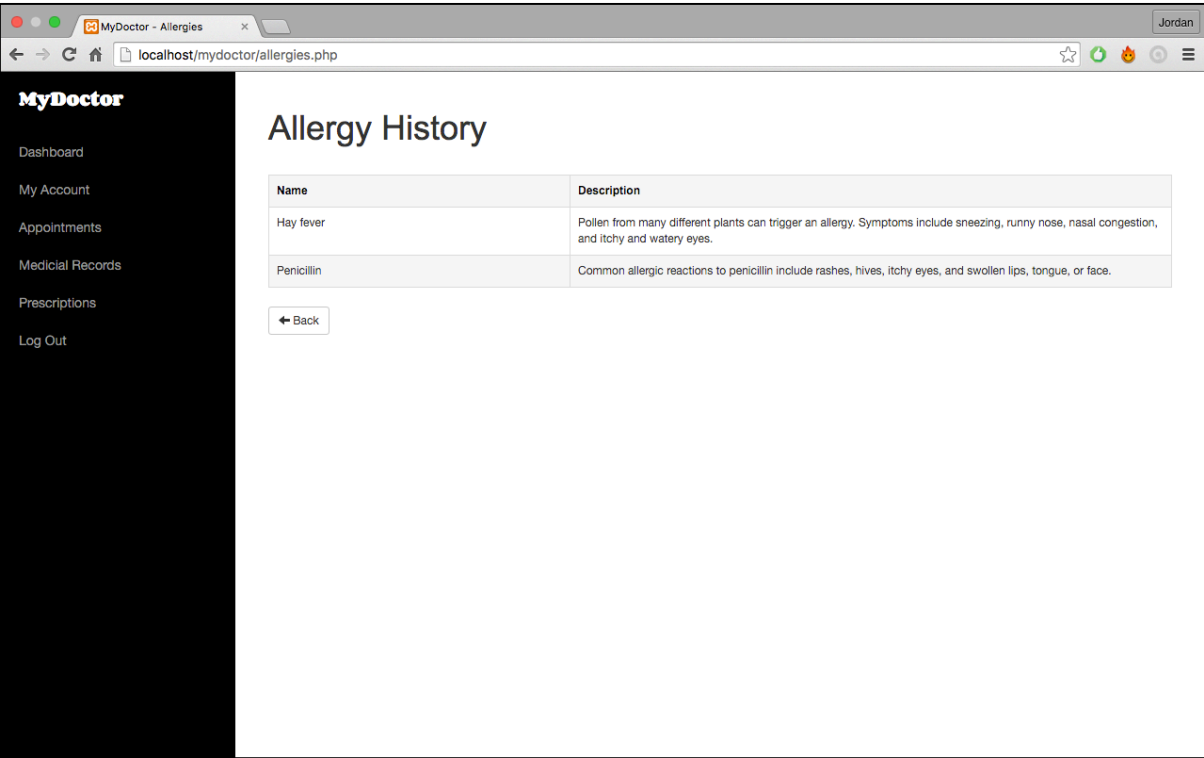 MyDoctor - Allergies
Jordan
localhost/mydoctor/allergies.php
MyDoctor
Dashboard
My Account
Appointments
Medicial Records
Prescriptions
Log Out
Allergy History
Name Description
Hay fever Pollen from many different plants can trigger an allergy. Symptoms include sneezing, runny nose, nasal congestion,
and itchy and watery eyes.
Penicillin Common allergic reactions to penicillin include rashes, hives, itchy eyes, and swollen lips, tongue, or face.
Back